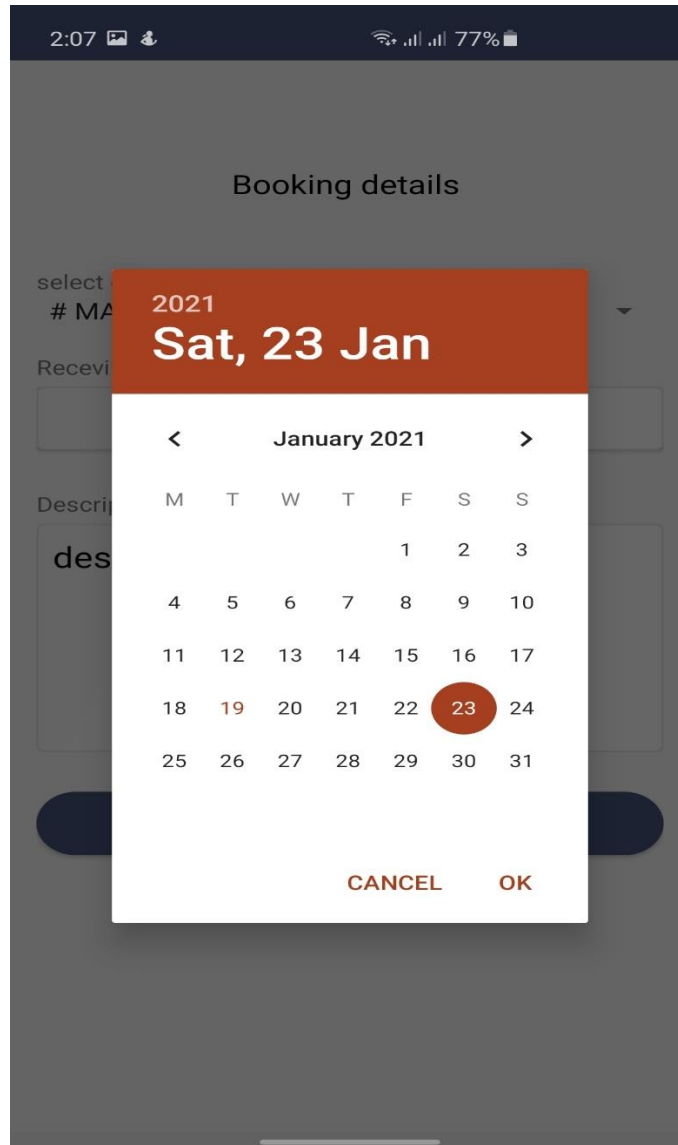 2:07 77%
Booking details
select
# MA
Recevi
Descrip
des
2021
Sat, 23 Jan
January 2021
M T W T F S S
1 2 3
4 5 6 7 8 9 10
11 12 13 14 15 16 17
18 19 20 21 22 23 24
25 26 27 28 29 30 31
CANCEL OK